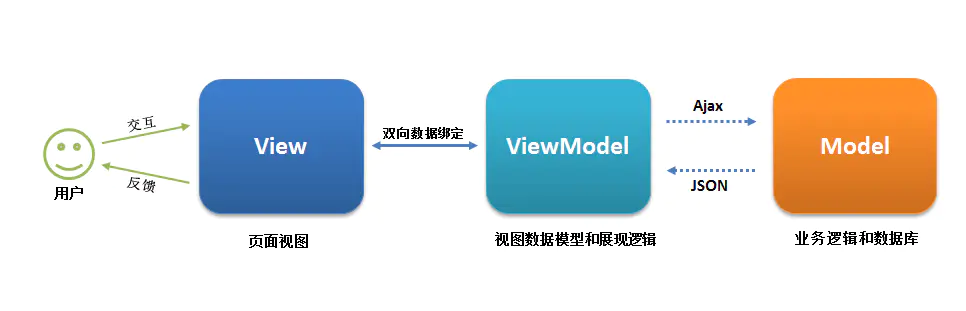 交互
反馈
用户
View
页面视图
双向数据绑定
ViewModel
视图数据模型和展现逻辑
Ajax
JSON
Model
业务逻辑和数据库